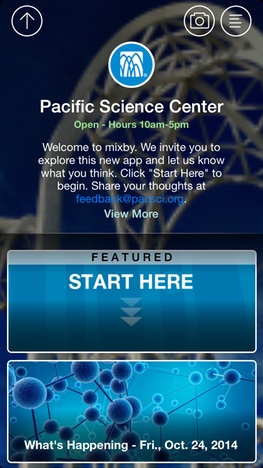 Pacific Science Center
Open - Hours 10am-5pm
Welcome to mixby. We invite you to
explore this new app and let us know
what you think. Click "Start Here" to
begin. Share your thoughts at
feedback@pacsci.org.
View More
FEATURED
START HERE
What's Happening - Fri., Oct. 24, 2014